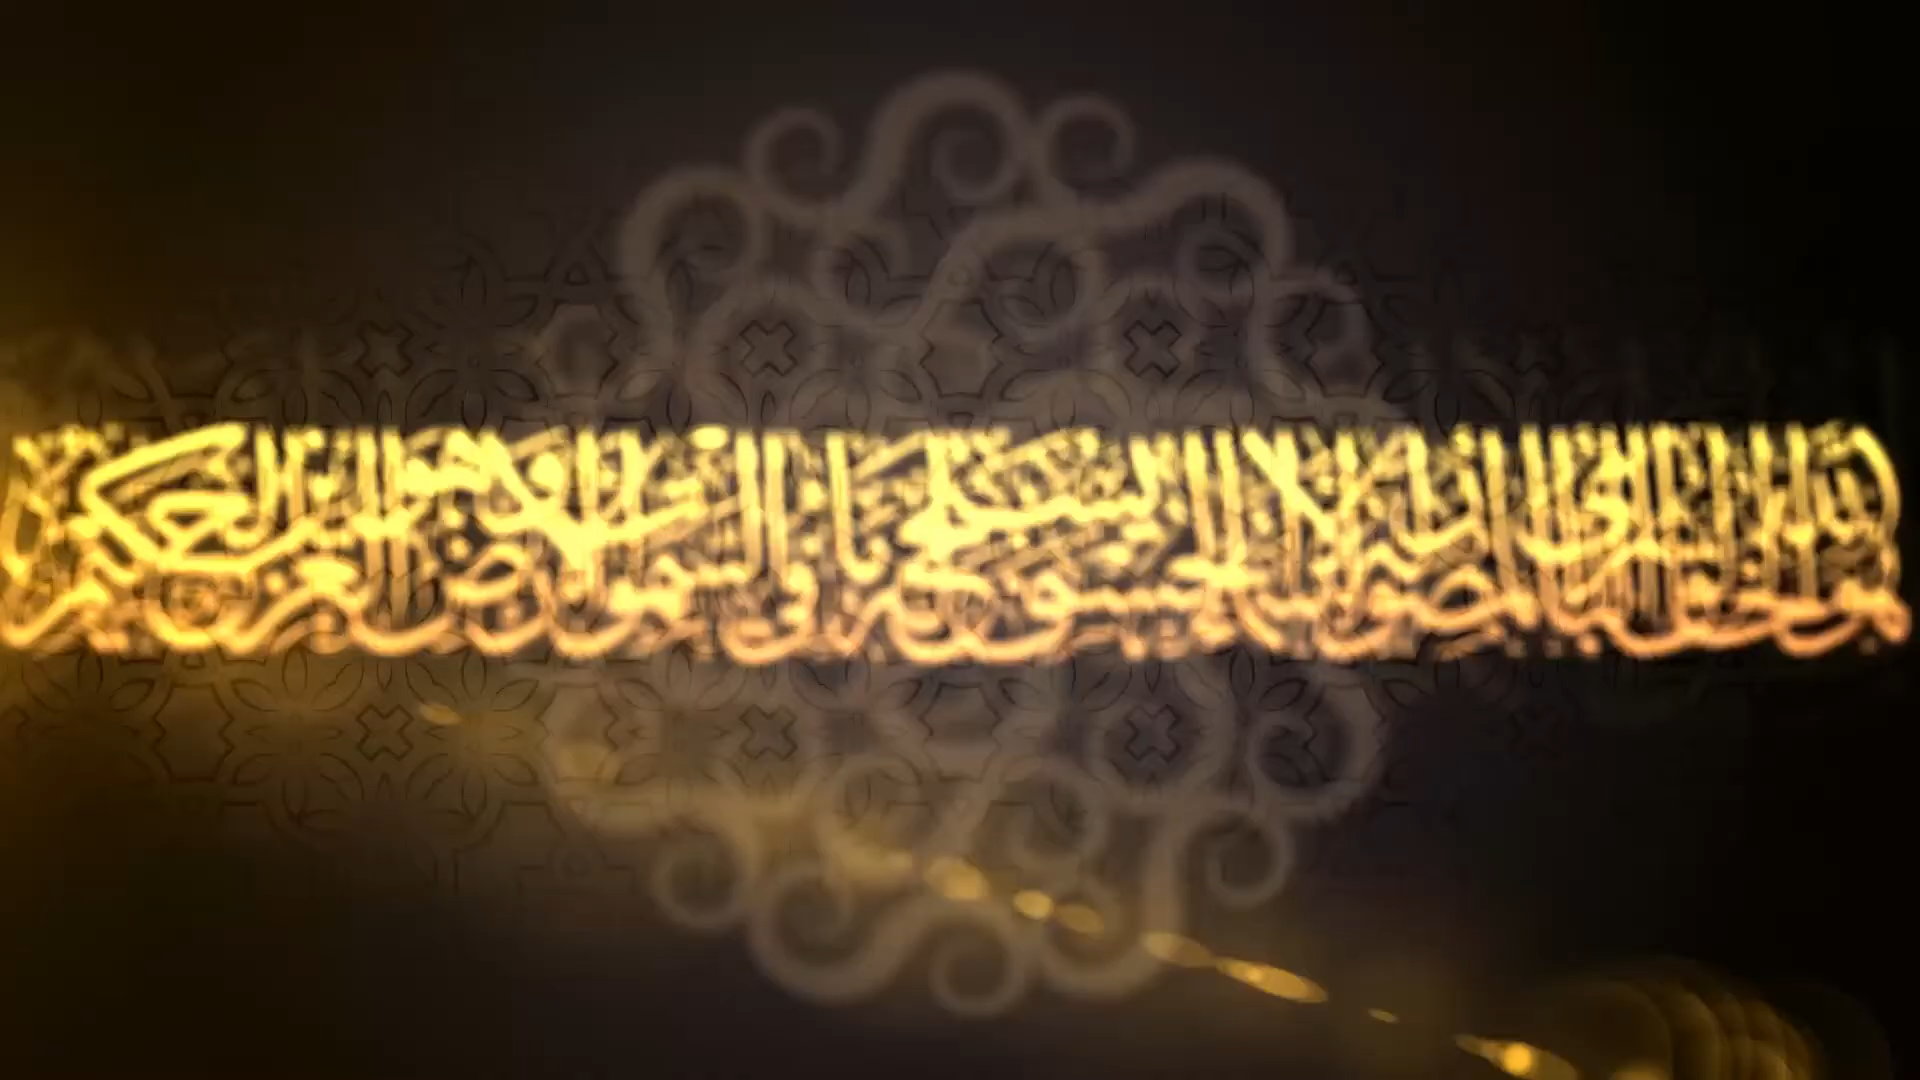 هو الله الخالق البارئ المصور له الأسماء الحسنى يسبح له ما في السموات والأرض وهو العزيز الحكيم